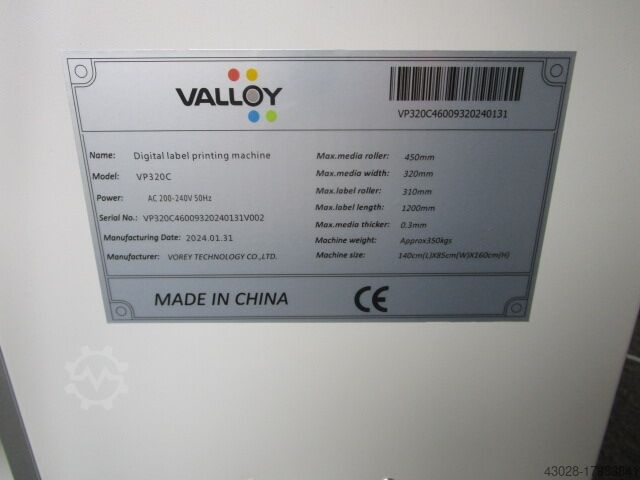 VALLOY
VP320C46009320240131
Name: Digital label printing machine
Model: VP320C
Power: AC 200-240V 50Hz
Serial No.: VP320C46009320240131V002
Manufacturing Date: 2024.01.31
Manufacturer: VOREY TECHNOLOGY CO.,LTD.
Max.media roller: 450mm
Max.media width: 320mm
Max.label roller: 310mm
Max.label length: 1200mm
Max.media thicker: 0.3mm
Machine weight: Approx350kgs
Machine size: 140cm(L)X85cm(W)X160cm(H)
MADE IN CHINA CE